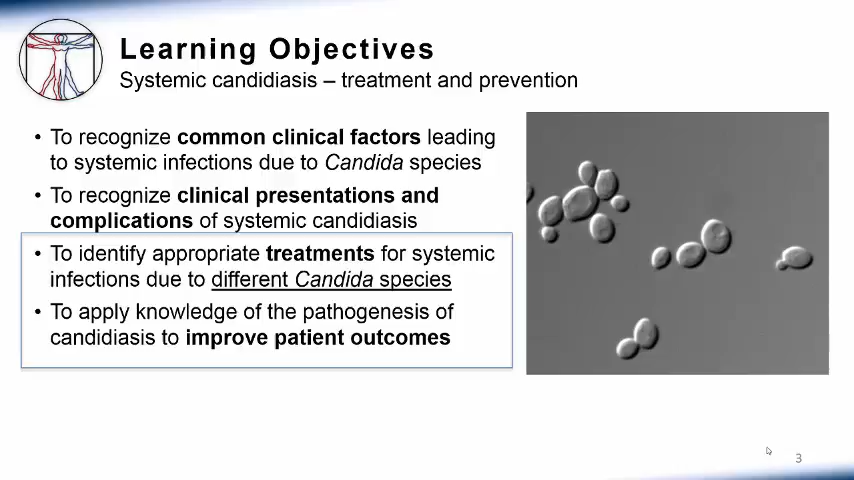 Learning Objectives
Systemic candidiasis – treatment and prevention
• To recognize common clinical factors leading
to systemic infections due to Candida species
• To recognize clinical presentations and
complications of systemic candidiasis
• To identify appropriate treatments for systemic
infections due to different Candida species
• To apply knowledge of the pathogenesis of
candidiasis to improve patient outcomes
3